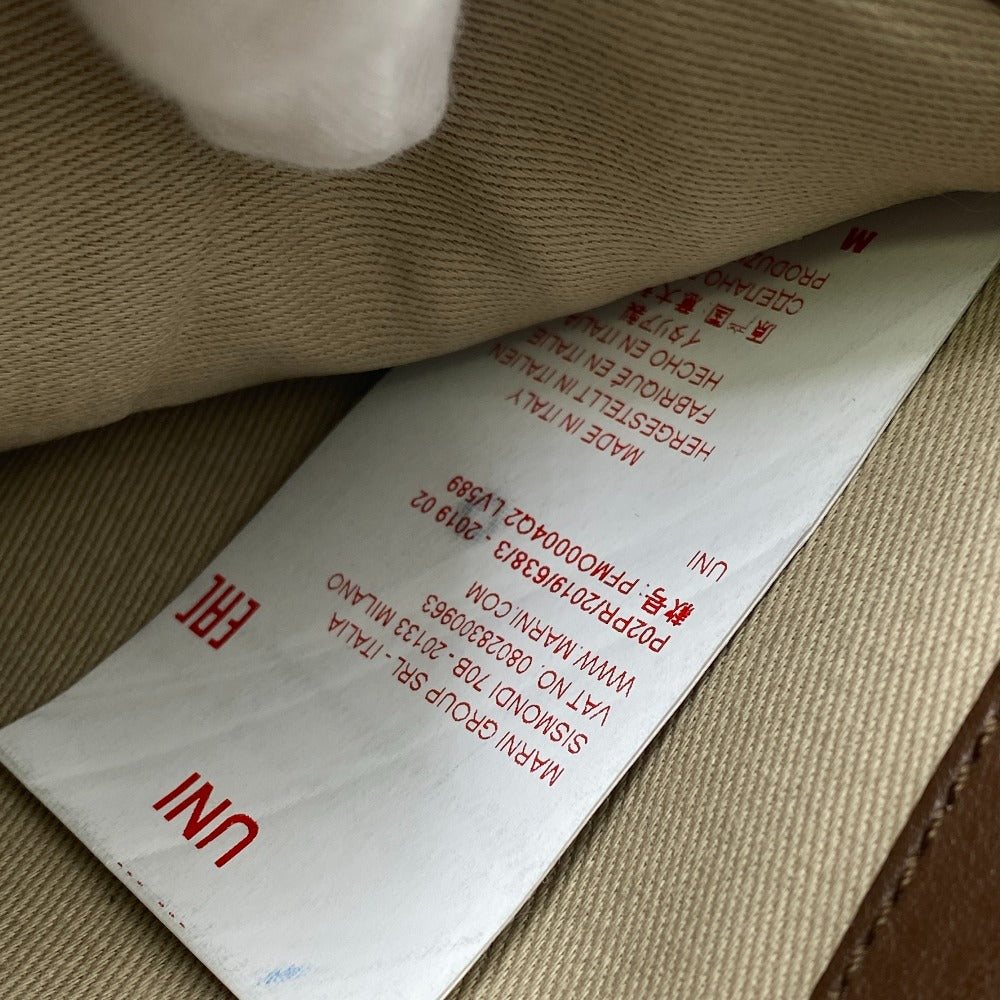 UNI
MARNI GROUP SRL - ITALIA
SISMONDI 70B - 20133 MILANO
VAT NO. 08028300963
WWW.MARNI.COM
EAC
P02PR/2019/638/3 - 2019 02
款号: PFMO0004Q2 LV589
UNI
MADE IN ITALY
HERGESTELLT IN ITALIEN
FABRIQUÉ EN ITALIE
HECHO EN ITALIA
イタリア製
原产国 意大
СДЕЛАНО
PRODU
M